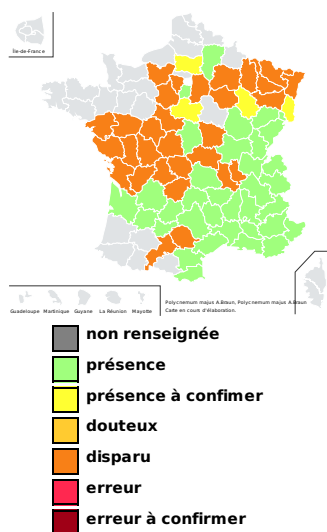 Île-de-France
Guadeloupe Martinique Guyane La Réunion Mayotte
Polycnemum majus A.Braun, Polycnemum majus A.Braun
Carte en cours d'élaboration.
non renseignée
présence
présence à confimer
douteux
disparu
erreur
erreur à confirmer